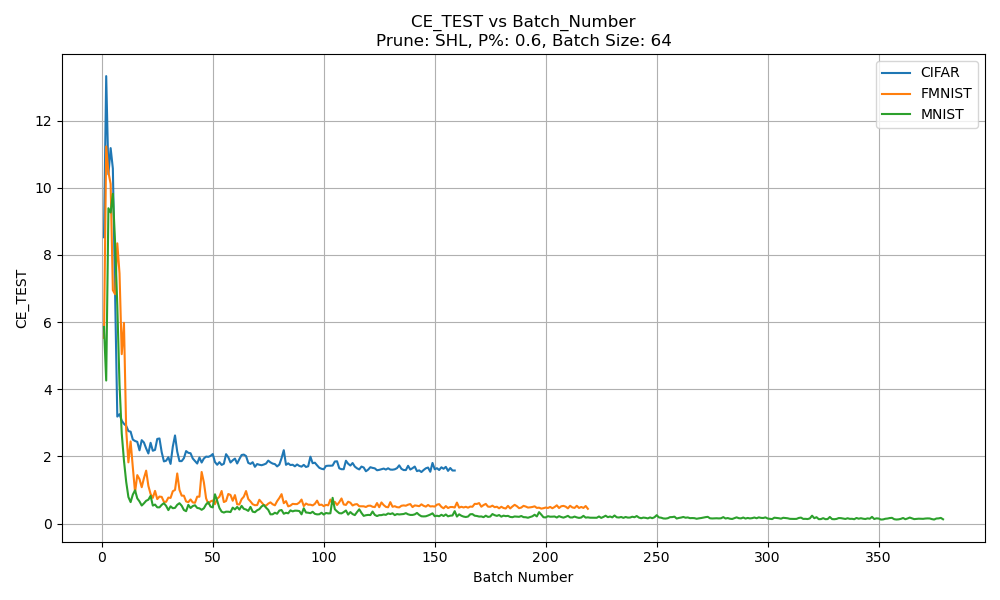 CE_TEST vs Batch_Number
Prune: SHL, P%: 0.6, Batch Size: 64
CIFAR
FMNIST
MNIST
CE_TEST
12
10
8
6
4
2
0
0 50 100 150 200 250 300 350
Batch Number